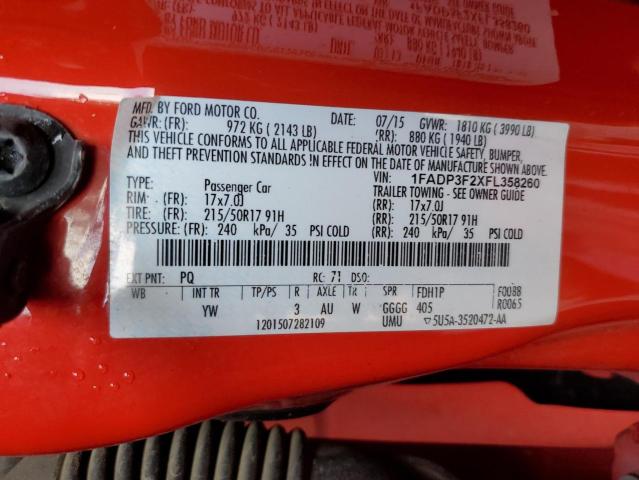 MFD. BY FORD MOTOR CO.
DATE: 07/15 GVWR: 1810 KG ( 3990 LB)
GAWR: (FR): 972 KG ( 2143 LB) (RR): 880 KG ( 1940 LB)
THIS VEHICLE CONFORMS TO ALL APPLICABLE FEDERAL MOTOR VEHICLE SAFETY, BUMPER,
AND THEFT PREVENTION STANDARDS IN EFFECT ON THE DATE OF MANUFACTURE SHOWN ABOVE.
VIN: 1FADP3F2XFL358260
TYPE: Passenger Car TRAILER TOWING - SEE OWNER GUIDE
RIM: (FR): 17x7.0J (RR): 17x7.0J
TIRE: (FR): 215/50R17 91H (RR): 215/50R17 91H
PRESSURE: (FR): 240 kPa/ 35 PSI COLD (RR): 240 kPa/ 35 PSI COLD
EXT PNT: PQ RC: 71 DSO:
WB INT TR TP/PS R AXLE TR SPR FDH1P F0088
YW 3 AU W GGGG 405 R0065
1201507282109 UMU ▽5U5A-3520472-AA